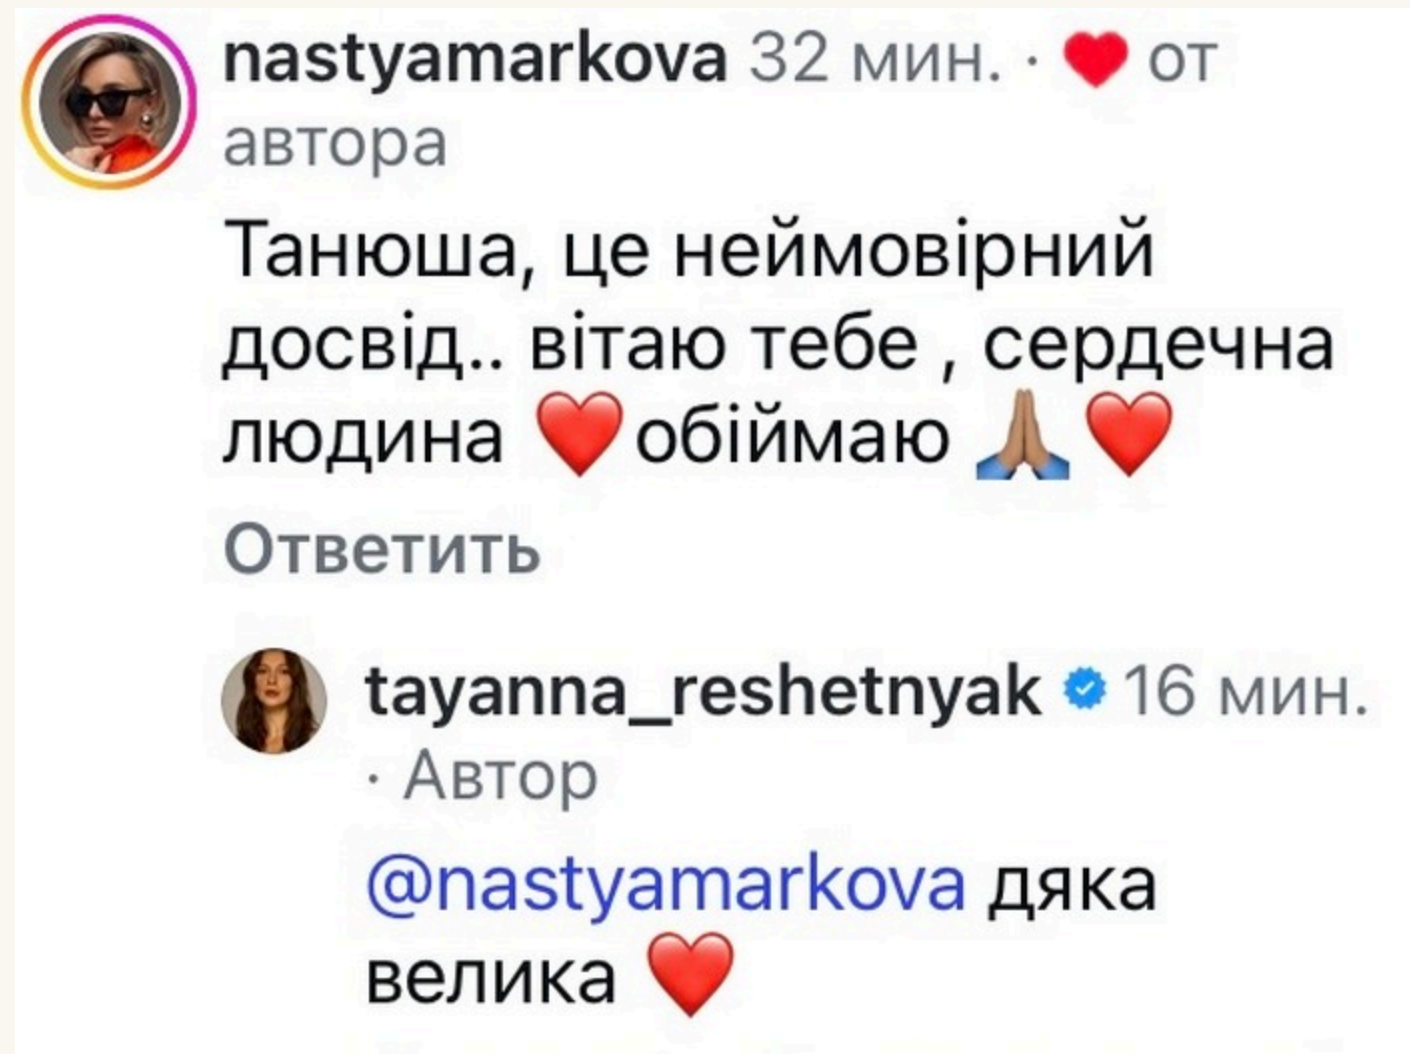 nastyamarkova 32 мин. · ❤️ от
автора
Танюша, це неймовірний
досвід.. вітаю тебе , сердечна
людина ❤️обіймаю 🙏🏽❤️
Ответить
tayanna_reshetnyak 16 мин.
· Автор
@nastyamarkova дяка
велика ❤️